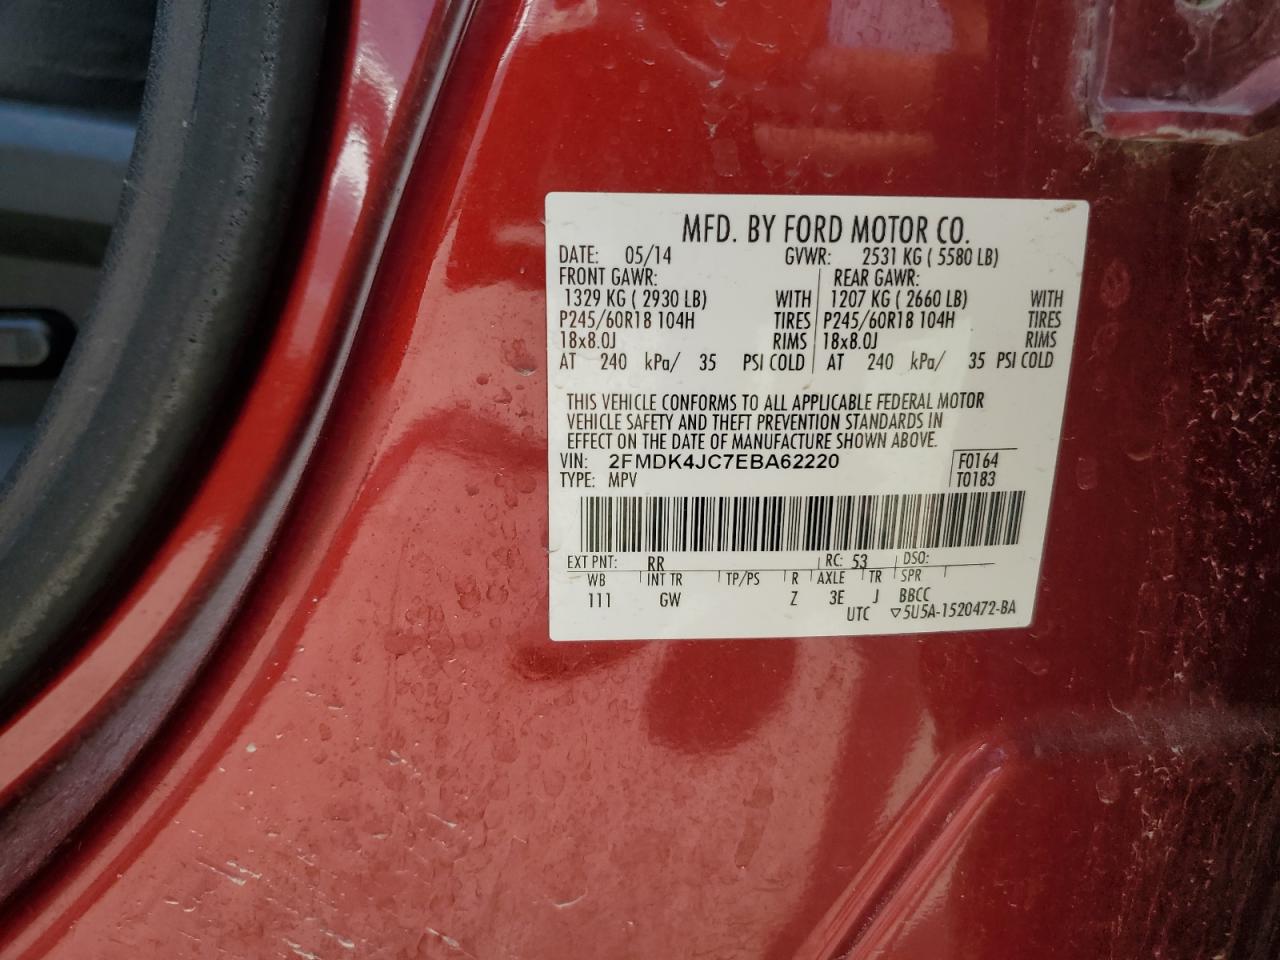 MFD. BY FORD MOTOR CO.
DATE: 05/14 GVWR: 2531 KG ( 5580 LB)
FRONT GAWR: REAR GAWR:
1329 KG ( 2930 LB) WITH 1207 KG ( 2660 LB) WITH
P245/60R18 104H TIRES P245/60R18 104H TIRES
18x8.0J RIMS 18x8.0J RIMS
AT 240 kPa/ 35 PSI COLD AT 240 kPa/ 35 PSI COLD
THIS VEHICLE CONFORMS TO ALL APPLICABLE FEDERAL MOTOR
VEHICLE SAFETY AND THEFT PREVENTION STANDARDS IN
EFFECT ON THE DATE OF MANUFACTURE SHOWN ABOVE.
VIN: 2FMDK4JC7EBA62220 F0164
TYPE: MPV T0183
EXT PNT: RR RC: 53 DSO:
WB INT TR TP/PS R AXLE TR SPR
111 GW Z 3E J BBCC
UTC ▽5U5A-1520472-BA